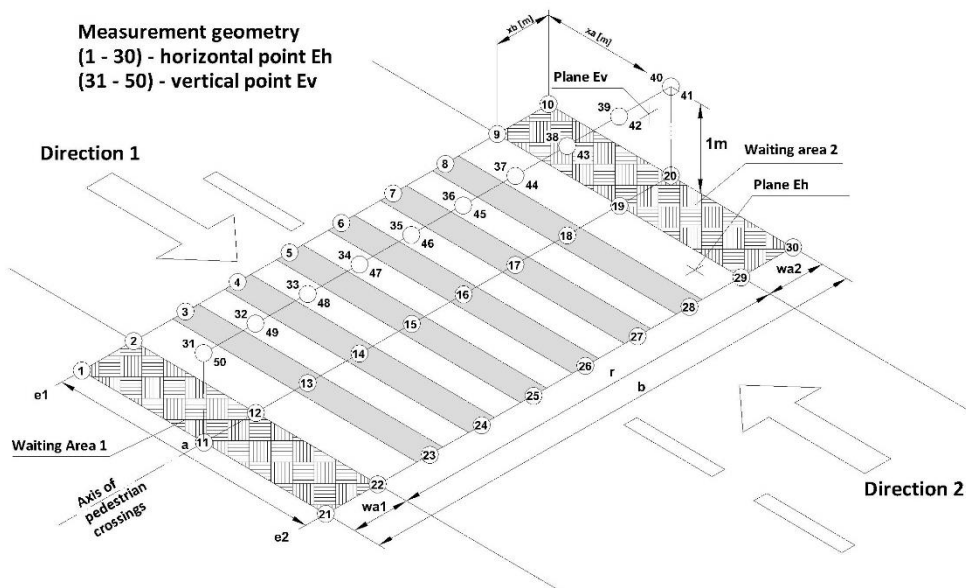 Measurement geometry
(1 - 30) - horizontal point Eh
(31 - 50) - vertical point Ev
xb [m]
xa [m]
Plane Ev
40
41
39
42
10
1m
9
38
43
Direction 1
Waiting area 2
8
37
44
20
Plane Eh
7
36
45
19
6
35
46
18
30
5
34
47
17
29
wa2
4
33
48
16
28
3
32
49
15
27
2
31
50
14
26
r
b
1
13
25
e1
12
24
Waiting Area 1
a
11
23
Axis of
pedestrian
crossings
22
Direction 2
21
wa1
e2